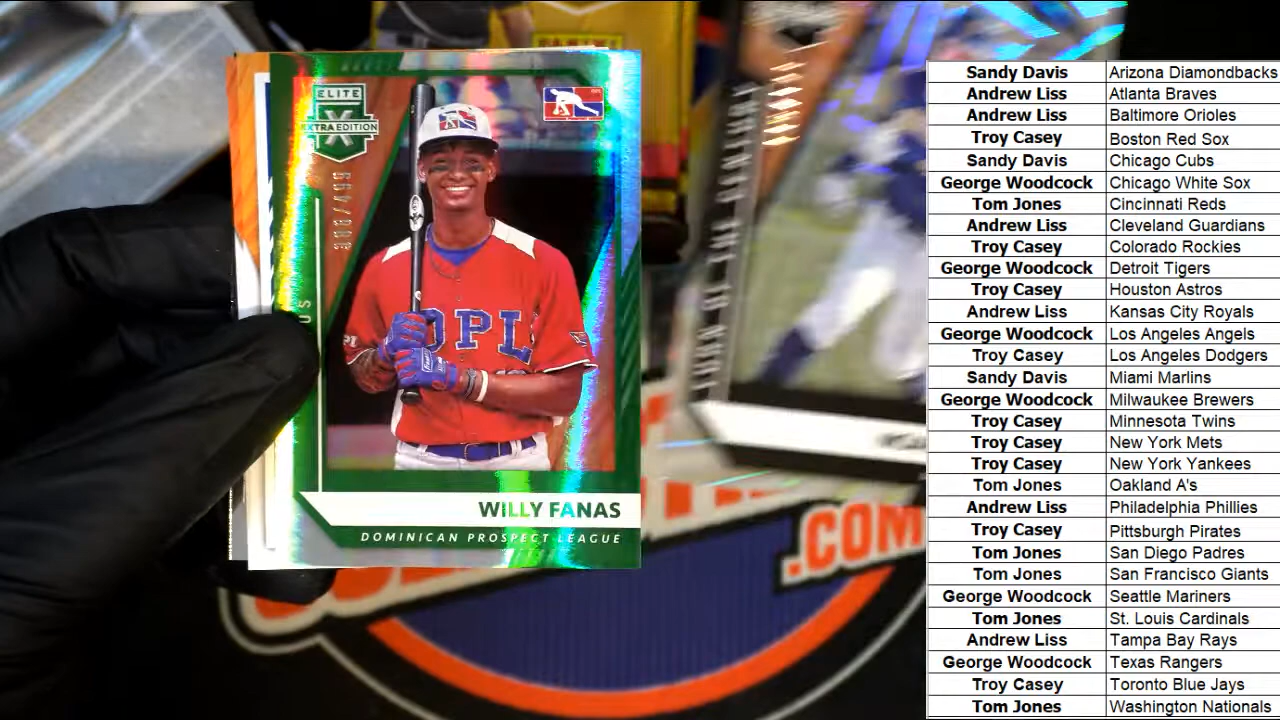 PANINI
ELITE
X
EXTRA EDITION
DPL
WILLY FANAS
DOMINICAN PROSPECT LEAGUE
.COM
Sandy Davis Arizona Diamondbacks
Andrew Liss Atlanta Braves
Andrew Liss Baltimore Orioles
Troy Casey Boston Red Sox
Sandy Davis Chicago Cubs
George Woodcock Chicago White Sox
Tom Jones Cincinnati Reds
Andrew Liss Cleveland Guardians
Troy Casey Colorado Rockies
George Woodcock Detroit Tigers
Troy Casey Houston Astros
Andrew Liss Kansas City Royals
George Woodcock Los Angeles Angels
Troy Casey Los Angeles Dodgers
Sandy Davis Miami Marlins
George Woodcock Milwaukee Brewers
Troy Casey Minnesota Twins
Troy Casey New York Mets
Troy Casey New York Yankees
Tom Jones Oakland A's
Andrew Liss Philadelphia Phillies
Troy Casey Pittsburgh Pirates
Tom Jones San Diego Padres
Tom Jones San Francisco Giants
George Woodcock Seattle Mariners
Tom Jones St. Louis Cardinals
Andrew Liss Tampa Bay Rays
George Woodcock Texas Rangers
Troy Casey Toronto Blue Jays
Tom Jones Washington Nationals